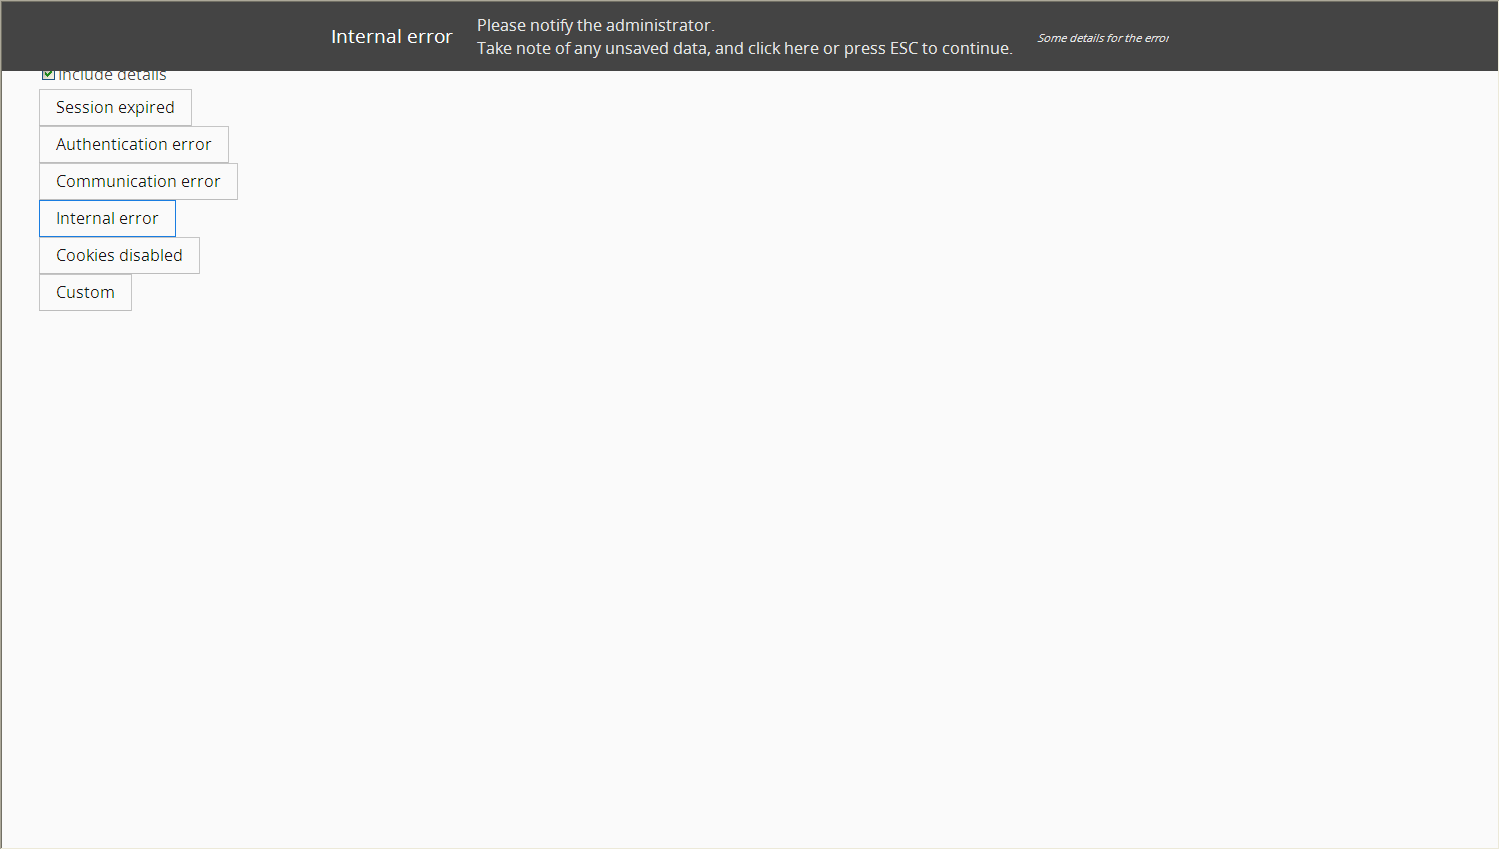 Internal error
Please notify the administrator.
Take note of any unsaved data, and click here or press ESC to continue.
Some details for the error
Include details
Session expired
Authentication error
Communication error
Internal error
Cookies disabled
Custom